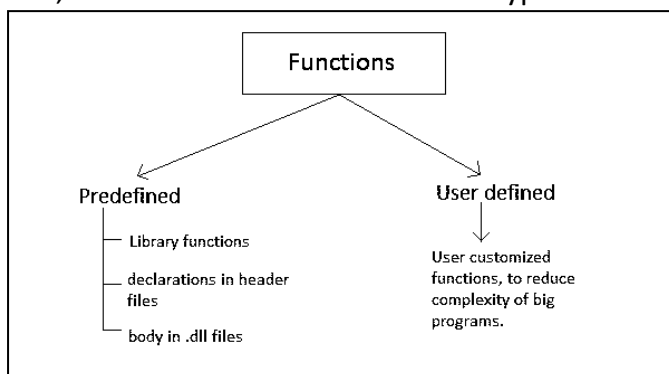 Functions
Predefined
User defined
Library functions
declarations in header
files
body in .dll files
User customized
functions, to reduce
complexity of big
programs.